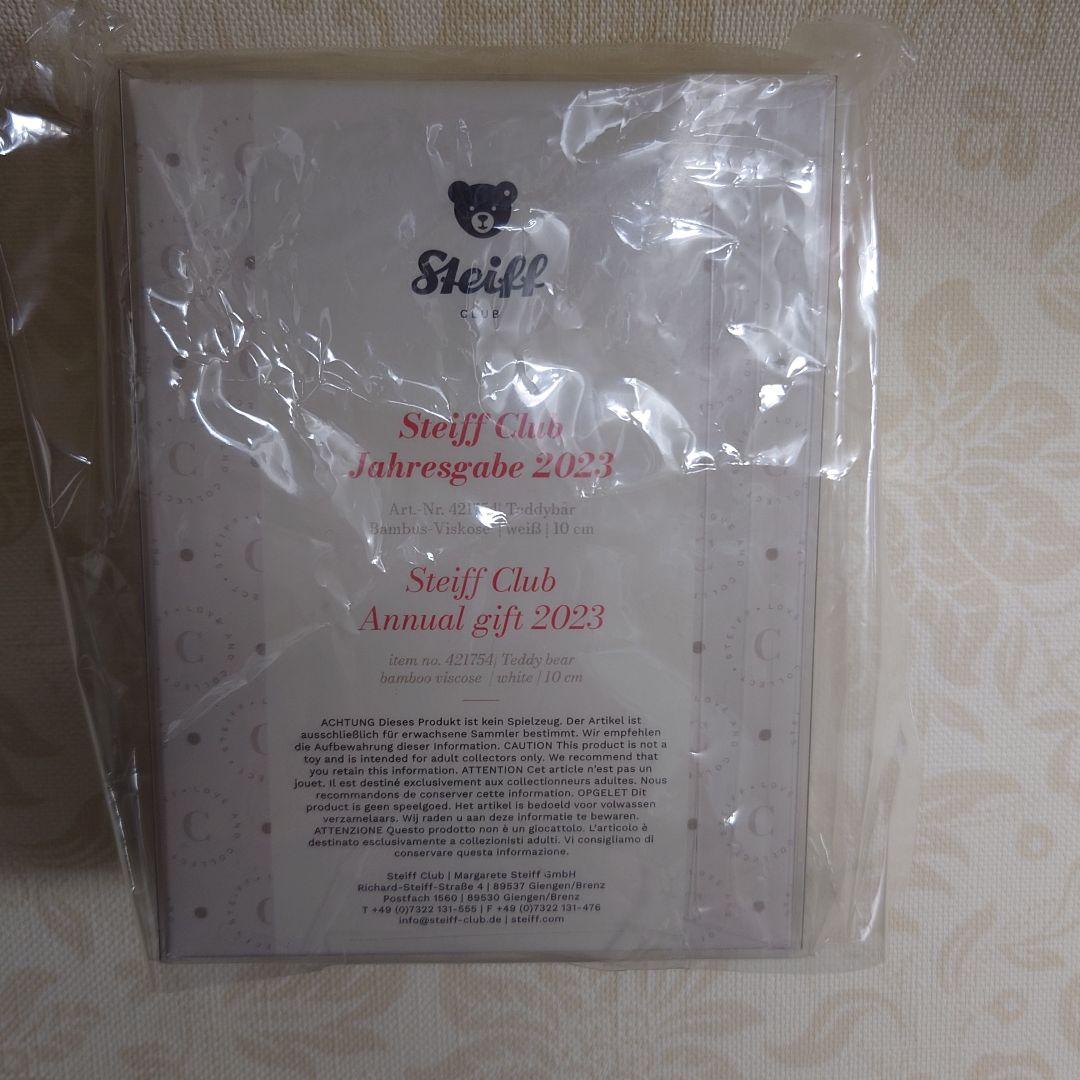 Steiff
CLUB
Steiff Club
Jahresgabe 2023
Art.-Nr. Teddybär
Bambus-Viskose | weiß | 10 cm
Steiff Club
Annual gift 2023
item no. 421754| Teddy bear
bamboo viscose | white | 10 cm
ACHTUNG Dieses Produkt ist kein Spielzeug. Der Artikel ist
ausschließlich für erwachsene Sammler bestimmt. Wir empfehlen
die Aufbewahrung dieser Information. CAUTION This product is not a
toy and is intended for adult collectors only. We recommend that
you retain this information. ATTENTION Cet article n'est pas un
jouet. Il est destiné exclusivement aux collectionneurs adultes. Nous
recommandons de conserver cette information. OPGELET Dit
product is geen speelgoed. Het artikel is bedoeld voor volwassen
verzamelaars. Wij raden u aan deze informatie te bewaren.
ATTENZIONE Questo prodotto non è un giocattolo. L'articolo è
destinato esclusivamente a collezionisti adulti. Vi consigliamo di
conservare questa informazione.
Steiff Club | Margarete Steiff GmbH
Richard-Steiff-Straße 4 | 89537 Giengen/Brenz
Postfach 1560 | 89530 Giengen/Brenz
T +49 (0)7322 131-555 | F +49 (0)7322 131-476
info@steiff-club.de | steiff.com